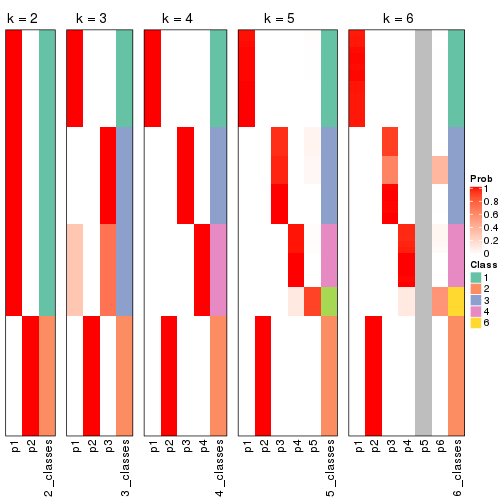 k = 2
k = 3
k = 4
k = 5
k = 6
p1
p2
2_classes
p1
p2
p3
3_classes
p1
p2
p3
p4
4_classes
p1
p2
p3
p4
p5
5_classes
p1
p2
p3
p4
p5
p6
6_classes
Prob
1
0.8
0.6
0.4
0.2
0
Class
1
2
3
4
6